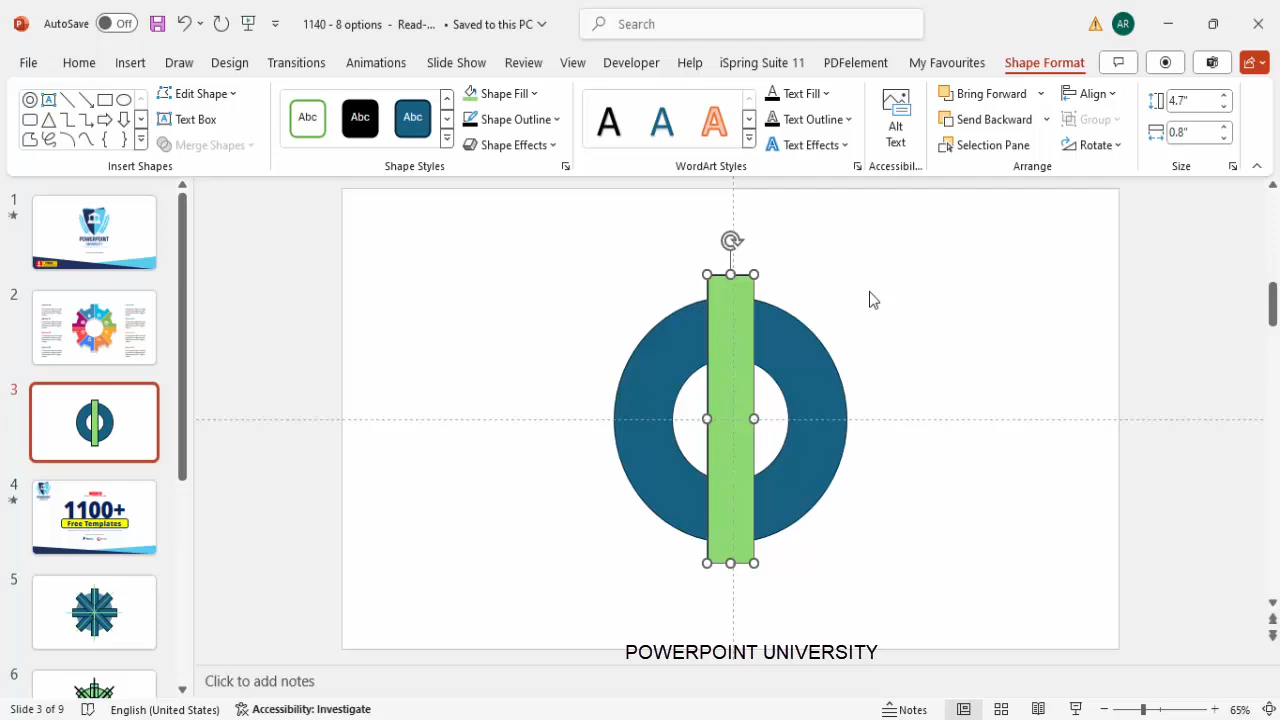 AutoSave Off 1140 - 8 options - Read-... • Saved to this PC Search AR
File Home Insert Draw Design Transitions Animations Slide Show Review View Developer Help iSpring Suite 11 PDFelement My Favourites Shape Format
Edit Shape
Text Box
Merge Shapes
Insert Shapes
Abc Abc Abc
Shape Fill
Shape Outline
Shape Effects
Shape Styles
A A A
Text Fill
Text Outline
Text Effects
WordArt Styles
Alt
Text
Accessibil...
Bring Forward
Send Backward
Selection Pane
Align
Group
Rotate
Arrange
4.7"
0.8"
Size
1
POWERPOINT
UNIVERSITY
2
3
4
1100+
Free Templates
5
6
POWERPOINT UNIVERSITY
Click to add notes
Slide 3 of 9 English (United States) Accessibility: Investigate Notes 65%